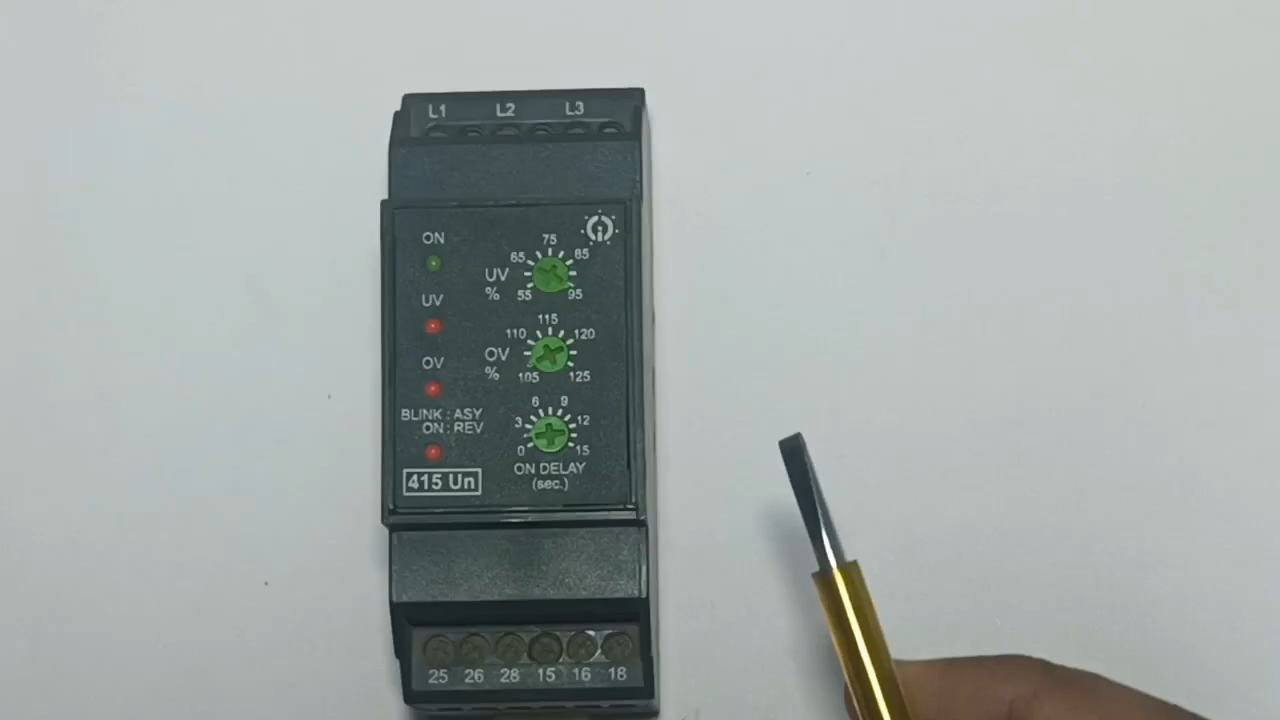 L1 L2 L3
ON
75
65 85
UV
%
55 95
UV
115
110 120
OV
%
105 125
OV
6 9
3 12
0 15
BLINK : ASY
ON : REV
ON DELAY
(sec.)
415 Un
25 26 28 15 16 18